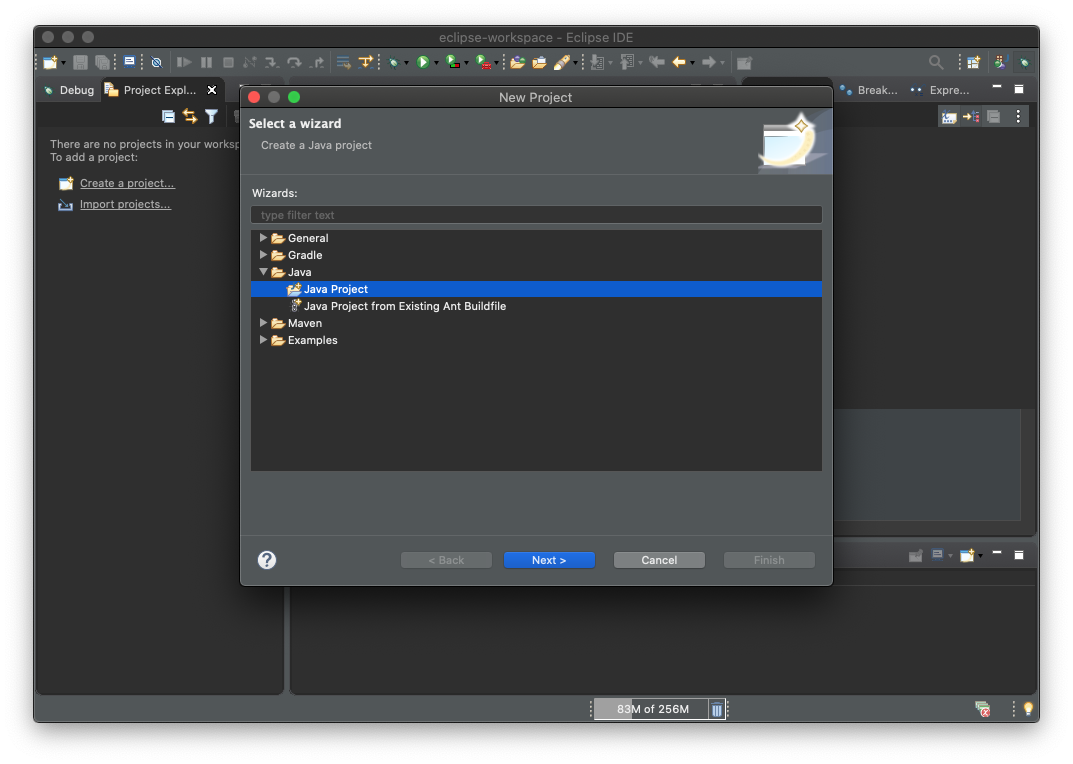 eclipse-workspace - Eclipse IDE
Debug
Project Expl...
Break...
Expre...
There are no projects in your worksp
To add a project:
Create a project...
Import projects...
New Project
Select a wizard
Create a Java project
Wizards:
type filter text
General
Gradle
Java
Java Project
Java Project from Existing Ant Buildfile
Maven
Examples
?
< Back
Next >
Cancel
Finish
83M of 256M